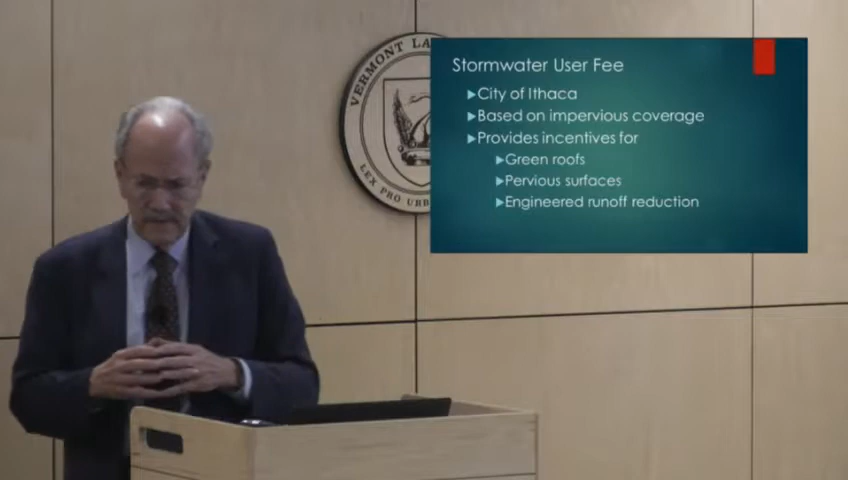 VERMONT LA
LEX PRO URB
Stormwater User Fee
City of Ithaca
Based on impervious coverage
Provides incentives for
Green roofs
Pervious surfaces
Engineered runoff reduction